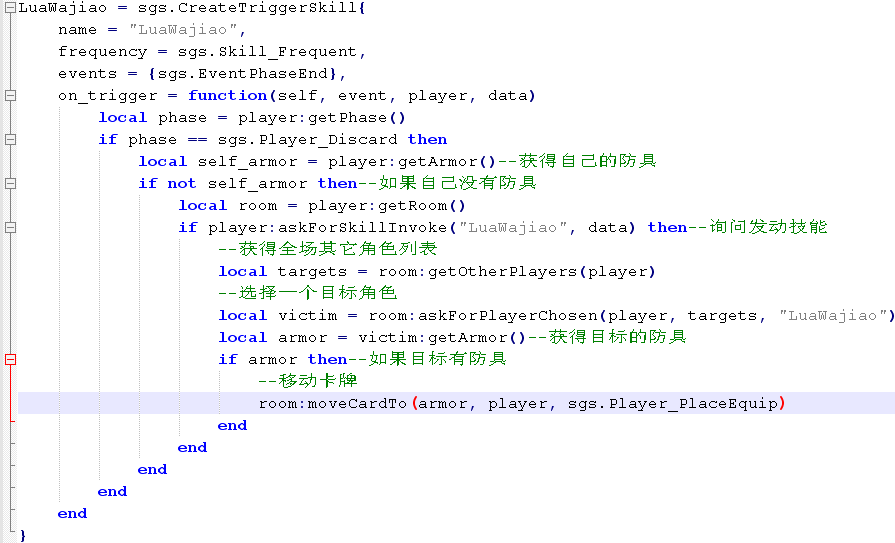 LuaWajiao = sgs.CreateTriggerSkill{
    name = "LuaWajiao",
    frequency = sgs.Skill_Frequent,
    events = {sgs.EventPhaseEnd},
    on_trigger = function(self, event, player, data)
        local phase = player:getPhase()
        if phase == sgs.Player_Discard then
            local self_armor = player:getArmor()--获得自己的防具
            if not self_armor then--如果自己没有防具
                local room = player:getRoom()
                if player:askForSkillInvoke("LuaWajiao", data) then--询问发动技能
                    --获得全场其它角色列表
                    local targets = room:getOtherPlayers(player)
                    --选择一个目标角色
                    local victim = room:askForPlayerChosen(player, targets, "LuaWajiao")
                    local armor = victim:getArmor()--获得目标的防具
                    if armor then--如果目标有防具
                        --移动卡牌
                        room:moveCardTo(armor, player, sgs.Player_PlaceEquip)
                    end
                end
            end
        end
    end
}